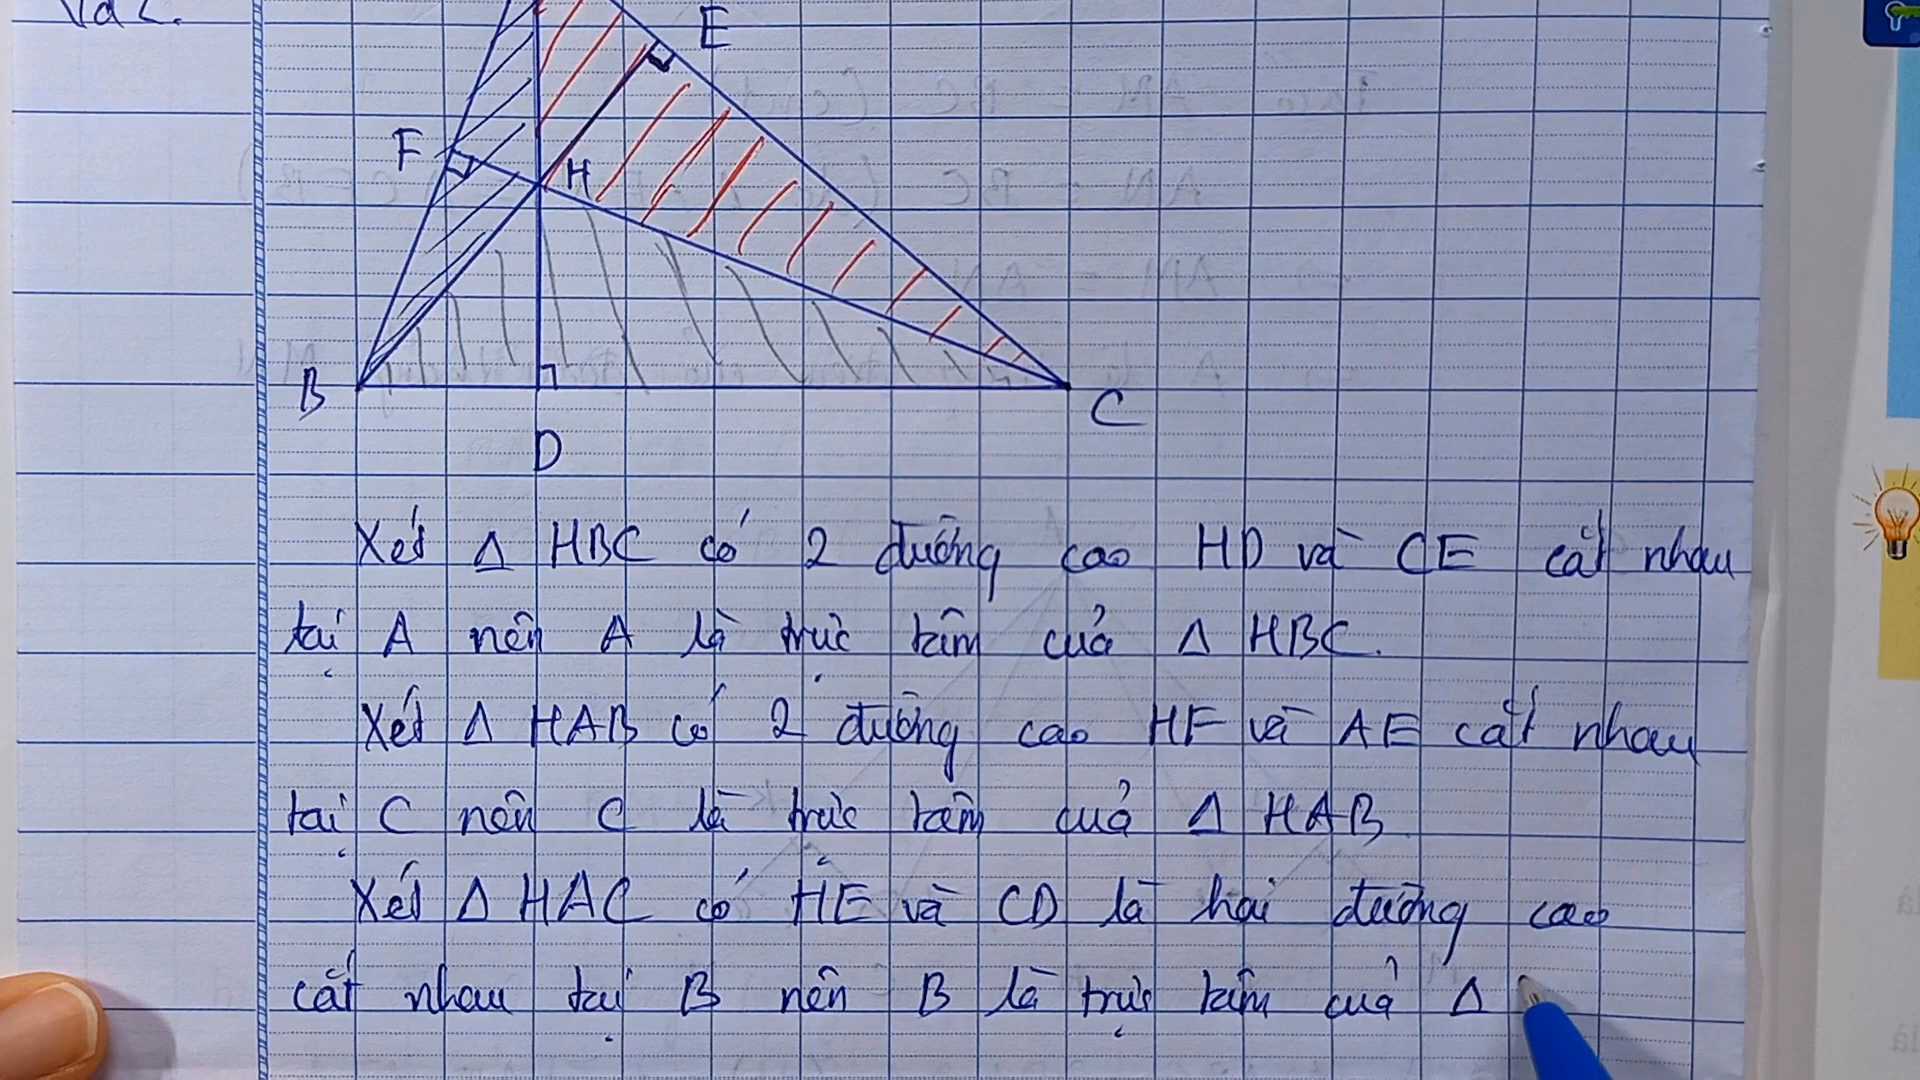 Vd 2.
E
F
H
B
C
D
Xét Δ HBC có 2 đường cao HD và CE cắt nhau
tại A nên A là trực tâm của Δ HBC.
Xét Δ HAB có 2 đường cao HF và AE cắt nhau
tại C nên C là trực tâm của Δ HAB
Xét Δ HAC có HE và CD là hai đường cao
cắt nhau tại B nên B là trực tâm của Δ